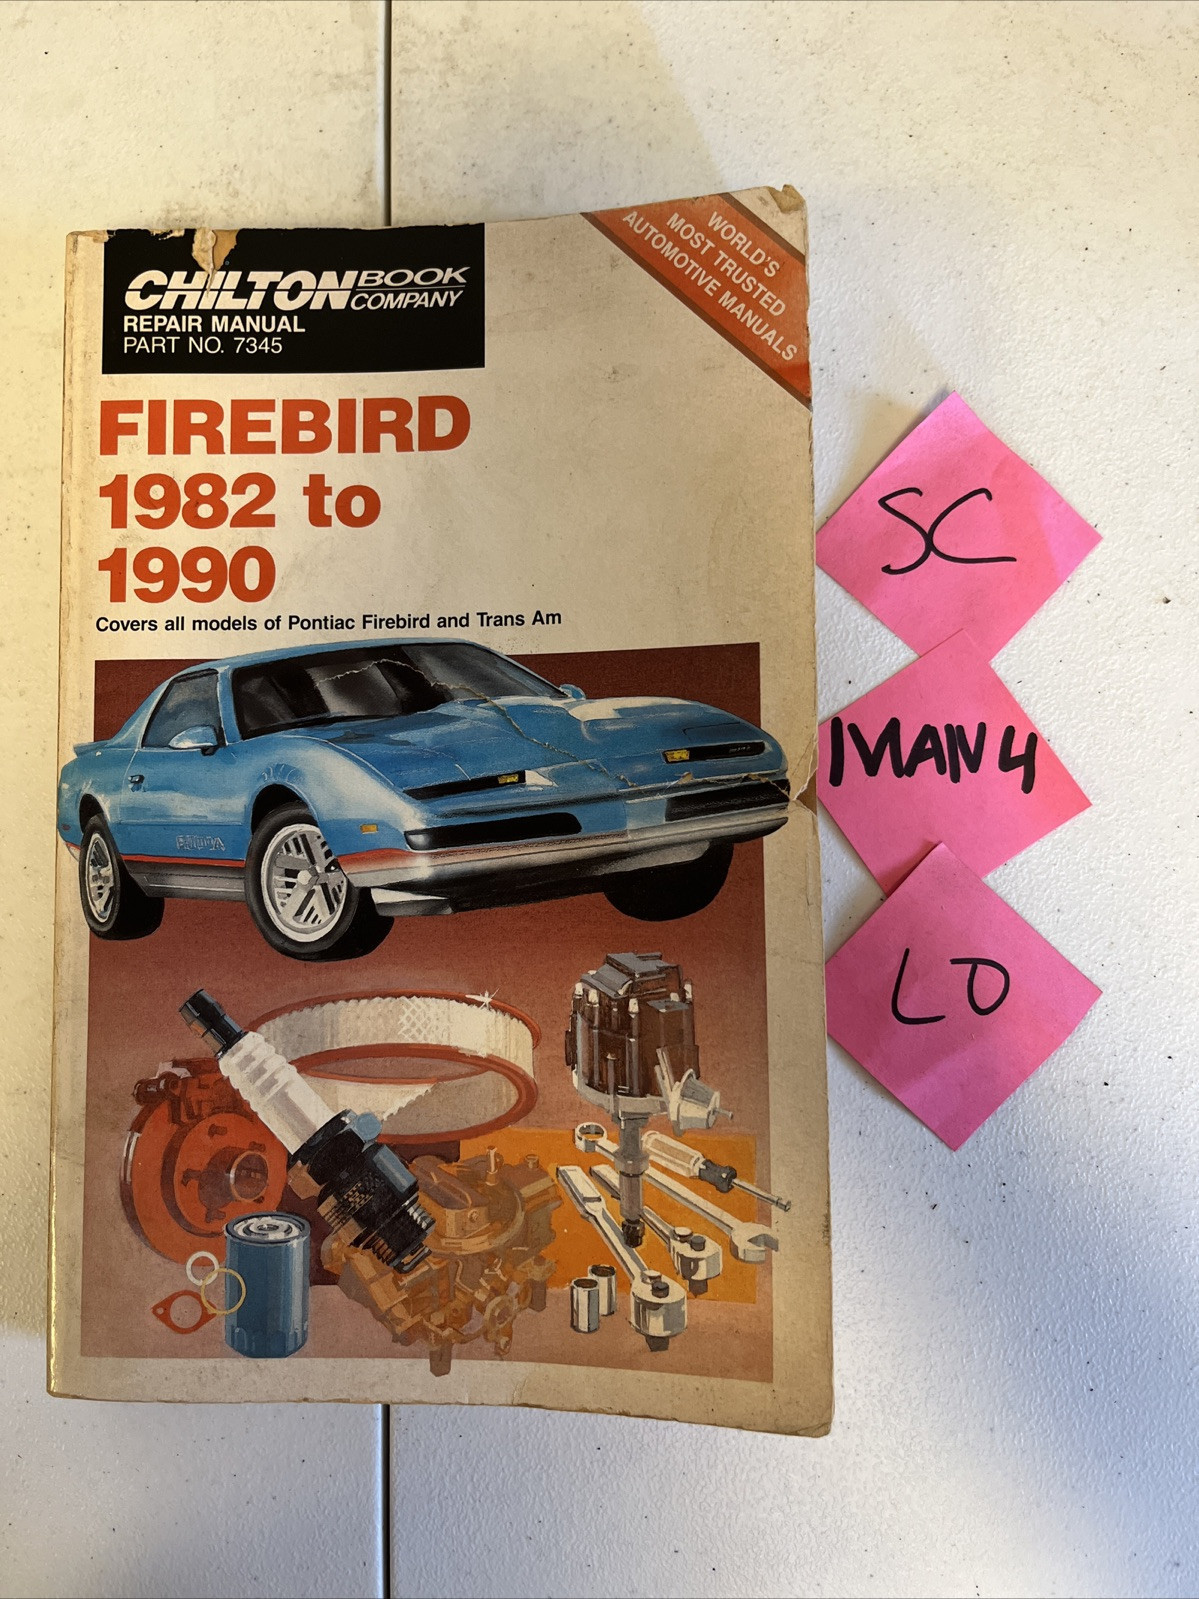 CHILTON BOOK COMPANY
REPAIR MANUAL
PART NO. 7345
WORLD'S
MOST TRUSTED
AUTOMOTIVE MANUALS
FIREBIRD
1982 to
1990
Covers all models of Pontiac Firebird and Trans Am
SC
MAN4
LO